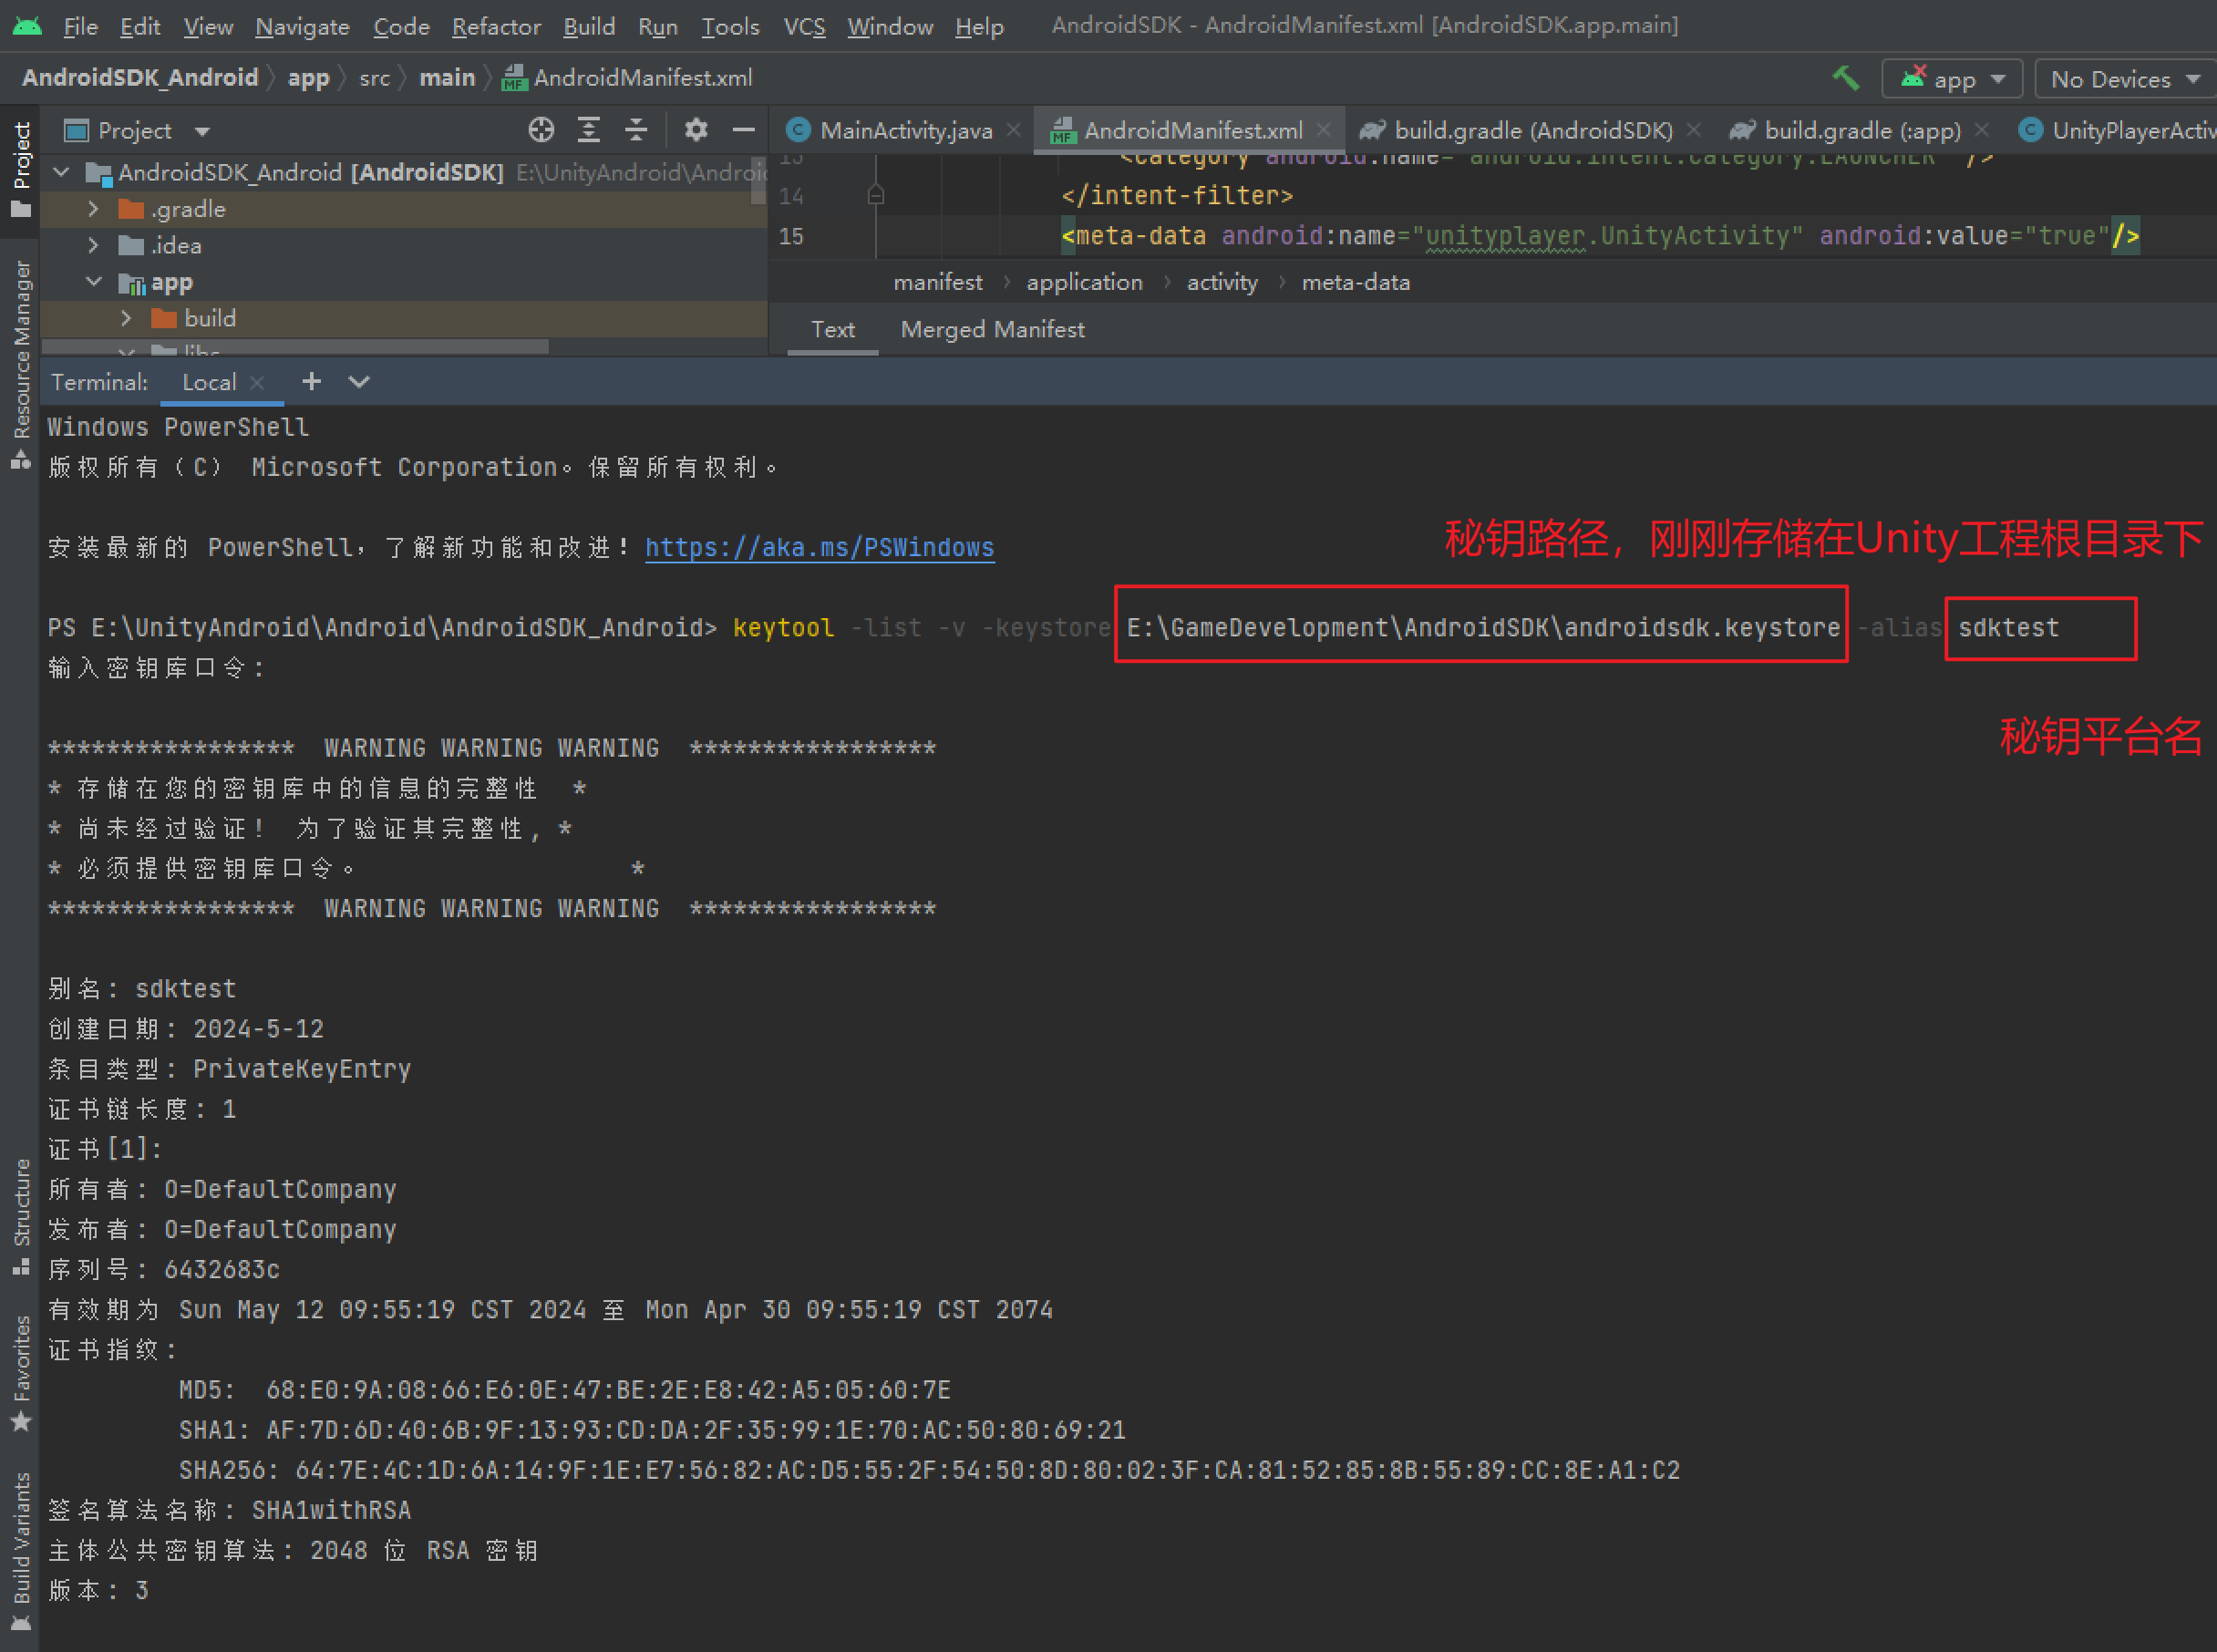 File Edit View Navigate Code Refactor Build Run Tools VCS Window Help AndroidSDK - AndroidManifest.xml [AndroidSDK.app.main]
AndroidSDK_Android app src main AndroidManifest.xml app No Devices
Project MainActivity.java AndroidManifest.xml build.gradle (AndroidSDK) build.gradle (:app) UnityPlayerActiv
Project
Resource Manager
Structure
Favorites
Build Variants
AndroidSDK_Android [AndroidSDK] E:\UnityAndroid\Androi
.gradle
.idea
app
build
libs
13 <category android:name="android.intent.category.LAUNCHER" />
14 </intent-filter>
15 <meta-data android:name="unityplayer.UnityActivity" android:value="true"/>
manifest application activity meta-data
Text Merged Manifest
Terminal: Local
Windows PowerShell
版权所有（C） Microsoft Corporation。保留所有权利。
安装最新的 PowerShell，了解新功能和改进！https://aka.ms/PSWindows
秘钥路径，刚刚存储在Unity工程根目录下
PS E:\UnityAndroid\Android\AndroidSDK_Android> keytool -list -v -keystore E:\GameDevelopment\AndroidSDK\androidsdk.keystore -alias sdktest
输入密钥库口令:
秘钥平台名
***************** WARNING WARNING WARNING *****************
* 存储在您的密钥库中的信息的完整性 *
* 尚未经过验证! 为了验证其完整性, *
* 必须提供密钥库口令。 *
***************** WARNING WARNING WARNING *****************
别名: sdktest
创建日期: 2024-5-12
条目类型: PrivateKeyEntry
证书链长度: 1
证书[1]:
所有者: O=DefaultCompany
发布者: O=DefaultCompany
序列号: 6432683c
有效期为 Sun May 12 09:55:19 CST 2024 至 Mon Apr 30 09:55:19 CST 2074
证书指纹:
MD5: 68:E0:9A:08:66:E6:0E:47:BE:2E:E8:42:A5:05:60:7E
SHA1: AF:7D:6D:40:6B:9F:13:93:CD:DA:2F:35:99:1E:70:AC:50:80:69:21
SHA256: 64:7E:4C:1D:6A:14:9F:1E:E7:56:82:AC:D5:55:2F:54:50:8D:80:02:3F:CA:81:52:85:8B:55:89:CC:8E:A1:C2
签名算法名称: SHA1withRSA
主体公共密钥算法: 2048 位 RSA 密钥
版本: 3